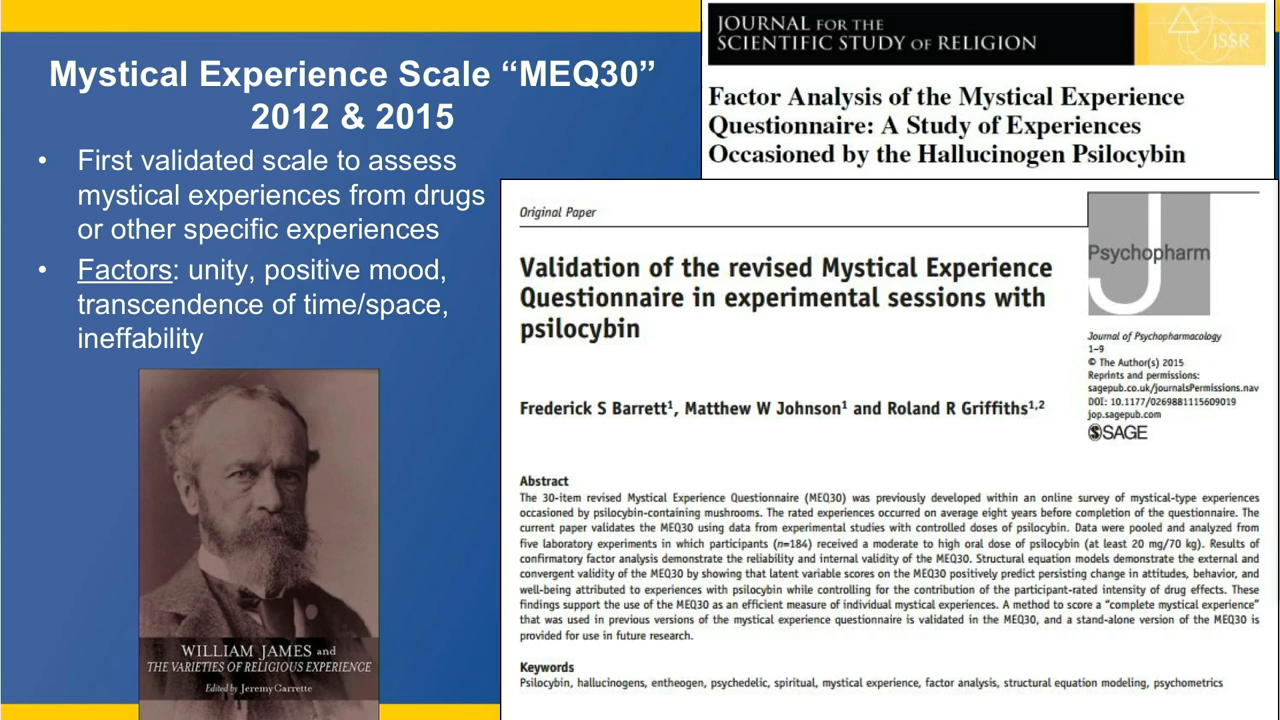 Mystical Experience Scale “MEQ30”
2012 & 2015
• First validated scale to assess
mystical experiences from drugs
or other specific experiences
• Factors: unity, positive mood,
transcendence of time/space,
ineffability
WILLIAM JAMES and
THE VARIETIES OF RELIGIOUS EXPERIENCE
Edited by Jeremy Carrette
JOURNAL FOR THE
SCIENTIFIC STUDY OF RELIGION
JSSR
Factor Analysis of the Mystical Experience
Questionnaire: A Study of Experiences
Occasioned by the Hallucinogen Psilocybin
Original Paper
Validation of the revised Mystical Experience
Questionnaire in experimental sessions with
psilocybin
J
Psychopharm
Journal of Psychopharmacology
1–9
© The Author(s) 2015
Reprints and permissions:
sagepub.co.uk/journalsPermissions.nav
DOI: 10.1177/0269881115609019
jop.sagepub.com
SAGE
Frederick S Barrett¹, Matthew W Johnson¹ and Roland R Griffiths¹,²
Abstract
The 30-item revised Mystical Experience Questionnaire (MEQ30) was previously developed within an online survey of mystical-type experiences
occasioned by psilocybin-containing mushrooms. The rated experiences occurred on average eight years before completion of the questionnaire. The
current paper validates the MEQ30 using data from experimental studies with controlled doses of psilocybin. Data were pooled and analyzed from
five laboratory experiments in which participants (n=184) received a moderate to high oral dose of psilocybin (at least 20 mg/70 kg). Results of
confirmatory factor analysis demonstrate the reliability and internal validity of the MEQ30. Structural equation models demonstrate the external and
convergent validity of the MEQ30 by showing that latent variable scores on the MEQ30 positively predict persisting change in attitudes, behavior, and
well-being attributed to experiences with psilocybin while controlling for the contribution of the participant-rated intensity of drug effects. These
findings support the use of the MEQ30 as an efficient measure of individual mystical experiences. A method to score a “complete mystical experience”
that was used in previous versions of the mystical experience questionnaire is validated in the MEQ30, and a stand-alone version of the MEQ30 is
provided for use in future research.
Keywords
Psilocybin, hallucinogens, entheogen, psychedelic, spiritual, mystical experience, factor analysis, structural equation modeling, psychometrics